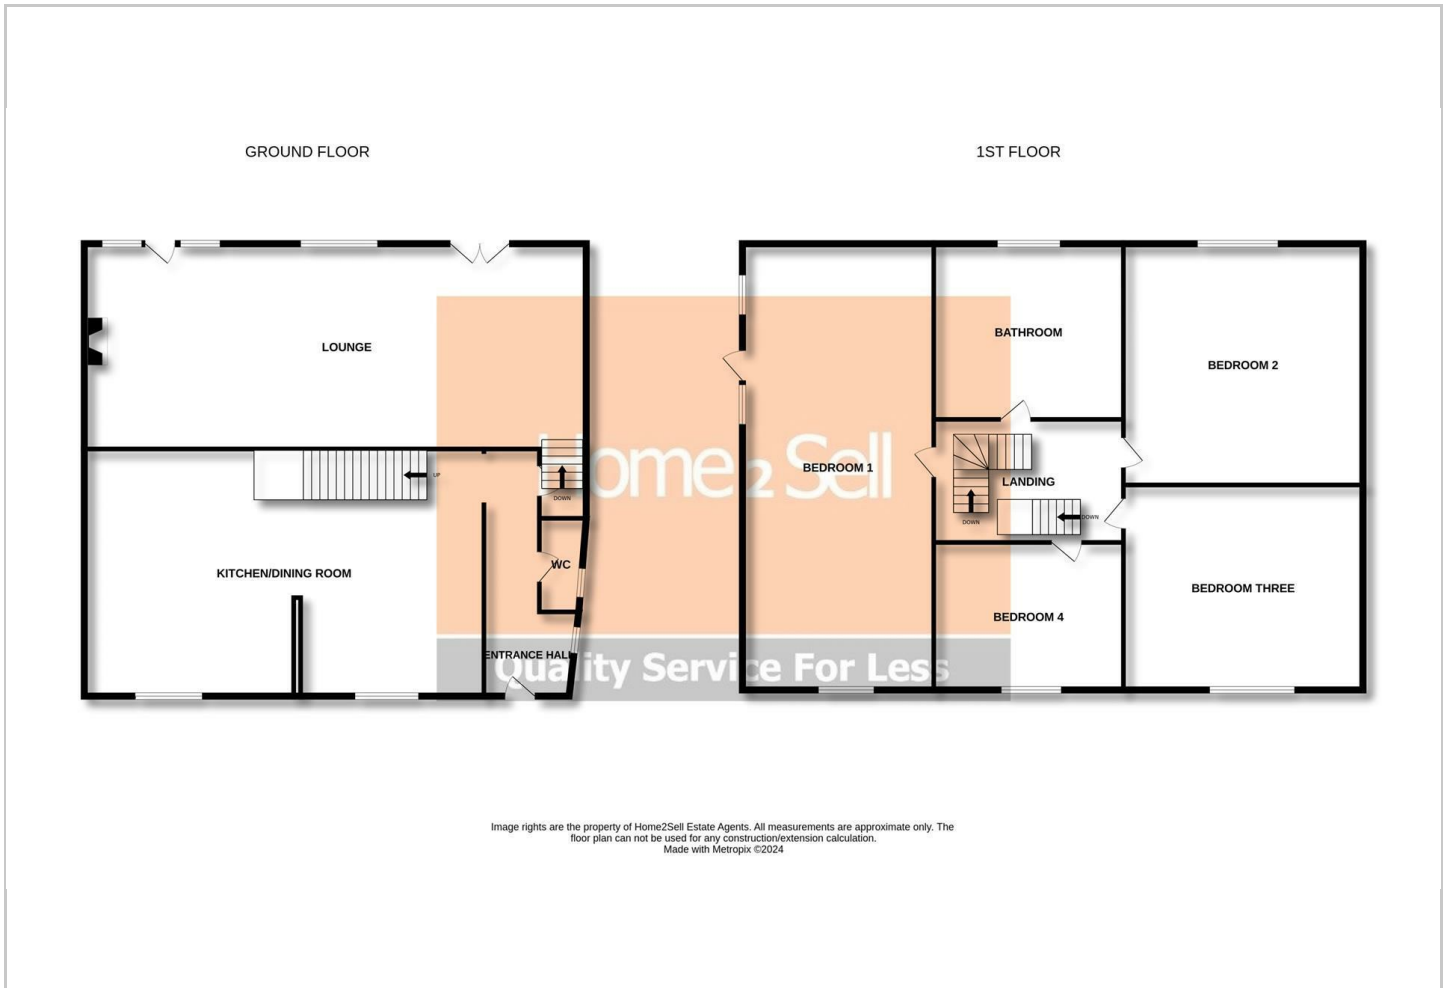 GROUND FLOOR
1ST FLOOR
LOUNGE
BATHROOM
BEDROOM 2
Home2Sell
BEDROOM 1
UP
DOWN
LANDING
DOWN
DOWN
WC
KITCHEN/DINING ROOM
BEDROOM THREE
BEDROOM 4
ENTRANCE HALL
Quality Service For Less
Image rights are the property of Home2Sell Estate Agents. All measurements are approximate only. The
floor plan can not be used for any construction/extension calculation.
Made with Metropix ©2024